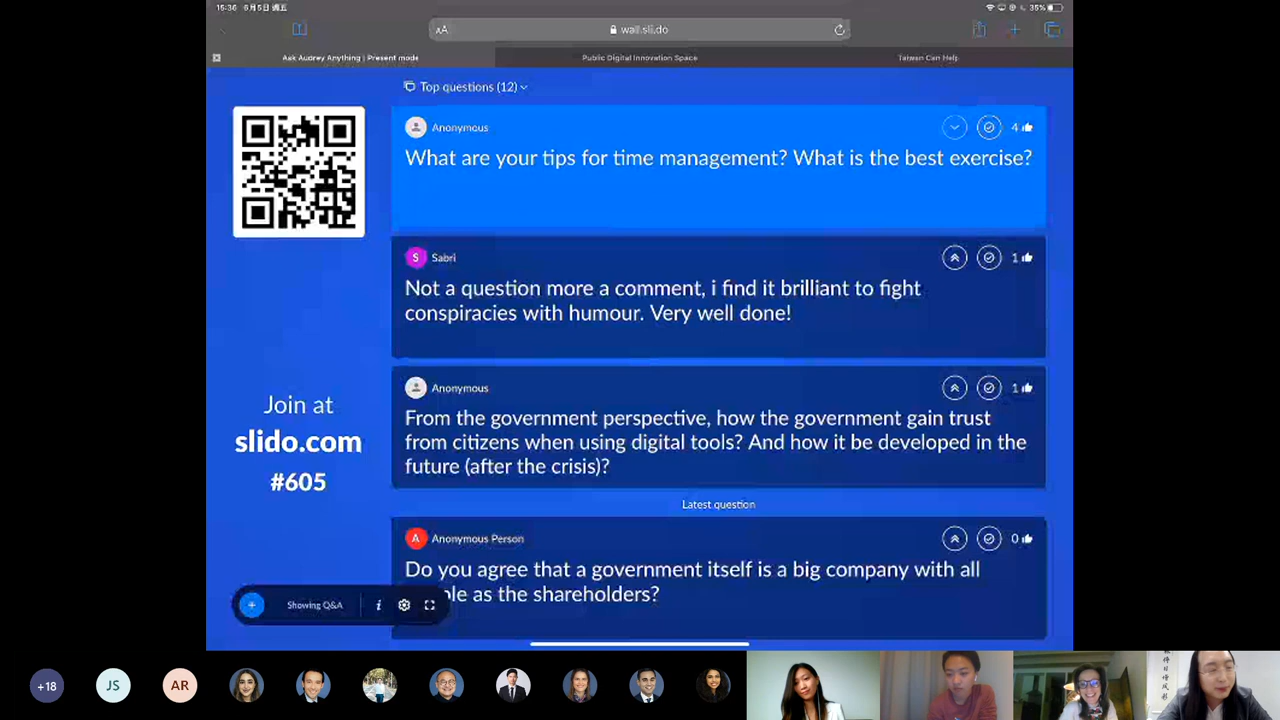 15:36 6月5日 週五
35%
AA
wall.sli.do
Ask Audrey Anything | Present mode
Public Digital Innovation Space
Taiwan Can Help
Top questions (12)
Anonymous
4
What are your tips for time management? What is the best exercise?
S
Sabri
1
Not a question more a comment, i find it brilliant to fight
conspiracies with humour. Very well done!
Anonymous
1
From the government perspective, how the government gain trust
from citizens when using digital tools? And how it be developed in the
future (after the crisis)?
Join at
slido.com
#605
Latest question
A
Anonymous Person
0
Do you agree that a government itself is a big company with all
as the shareholders?
Showing Q&A
i
+18
JS
AR